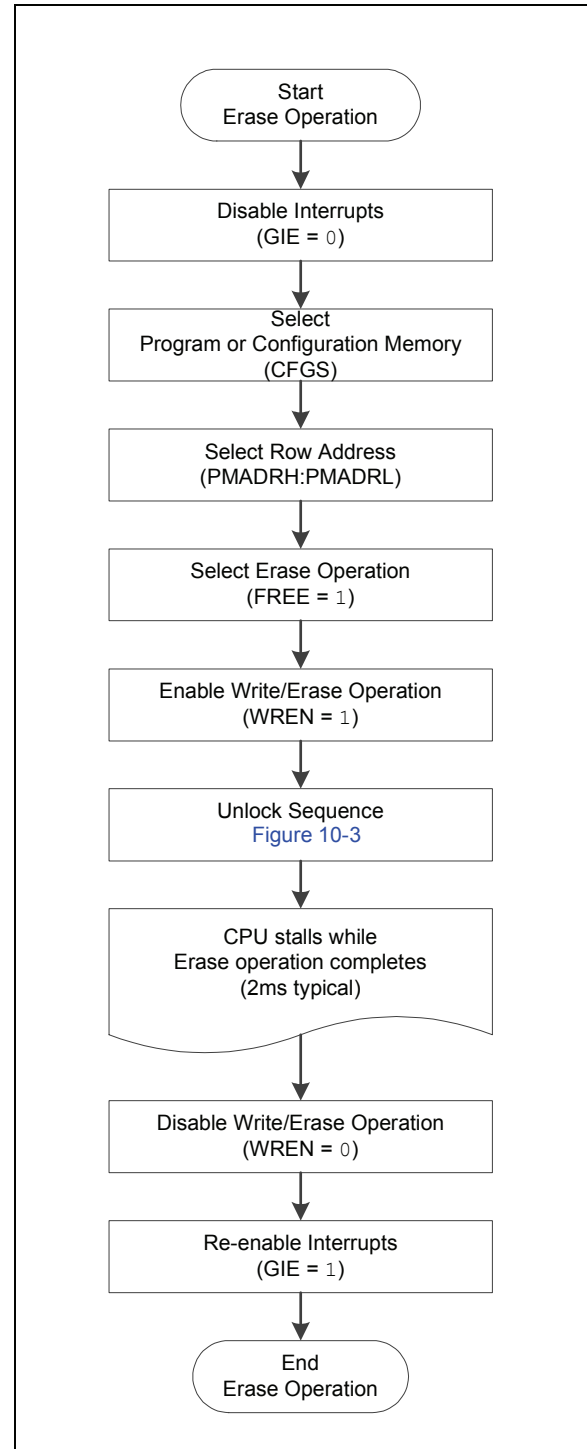 Start
Erase Operation
Disable Interrupts
(GIE = 0)
Select
Program or Configuration Memory
(CFGS)
Select Row Address
(PMADRH:PMADRL)
Select Erase Operation
(FREE = 1)
Enable Write/Erase Operation
(WREN = 1)
Unlock Sequence
Figure 10-3
CPU stalls while
Erase operation completes
(2ms typical)
Disable Write/Erase Operation
(WREN = 0)
Re-enable Interrupts
(GIE = 1)
End
Erase Operation